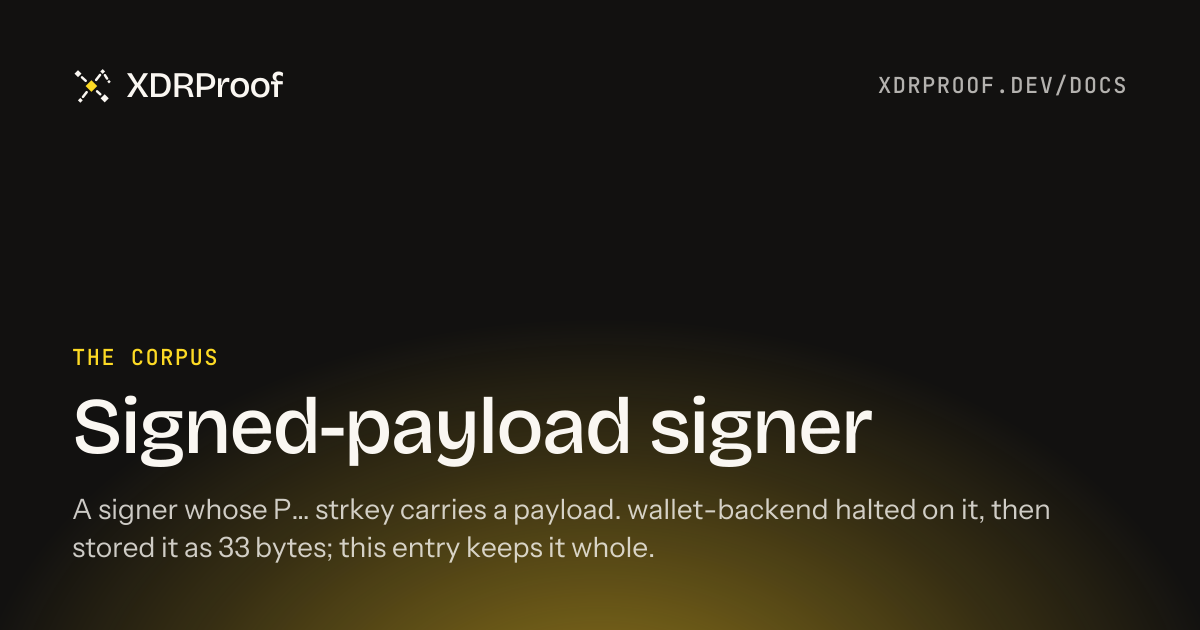 XDRProof
XDRPROOF.DEV/DOCS
THE CORPUS
Signed-payload signer
A signer whose P... strkey carries a payload. wallet-backend halted on it, then
stored it as 33 bytes; this entry keeps it whole.